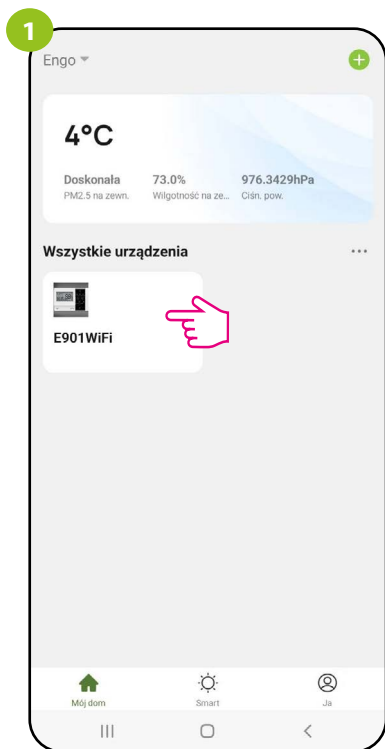 1
Engo
4°C
Doskonała 73.0% 976.3429hPa
PM2.5 na zewn. Wilgotność na ze... Ciśn. pow.
Wszystkie urządzenia
E901WiFi
Mój dom Smart Ja